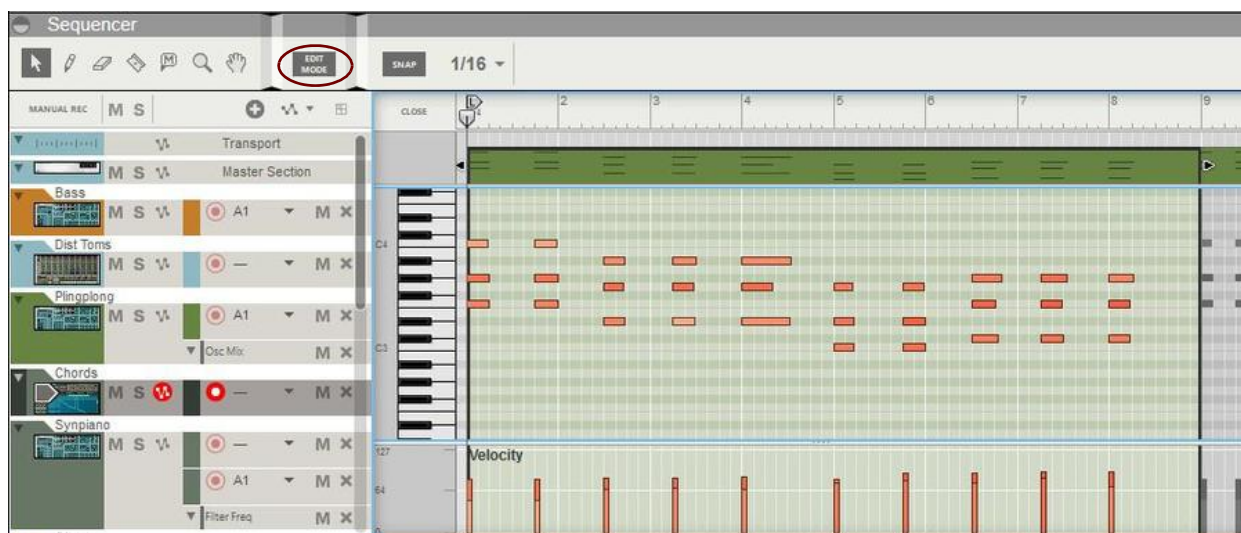 Sequencer
M
EDIT
MODE
SNAP
1/16
MANUAL REC M S
CLOSE
L
1 2 3 4 5 6 7 8 9
Transport
M S Master Section
Bass
M S A1 M
Dist Toms
M S — M
C4
Plingplong
M S A1 M
Osc Mix M
C3
Chords
M S — M
Synpiano
M S — M
127
Velocity
A1 M
64
Filter Freq M
0